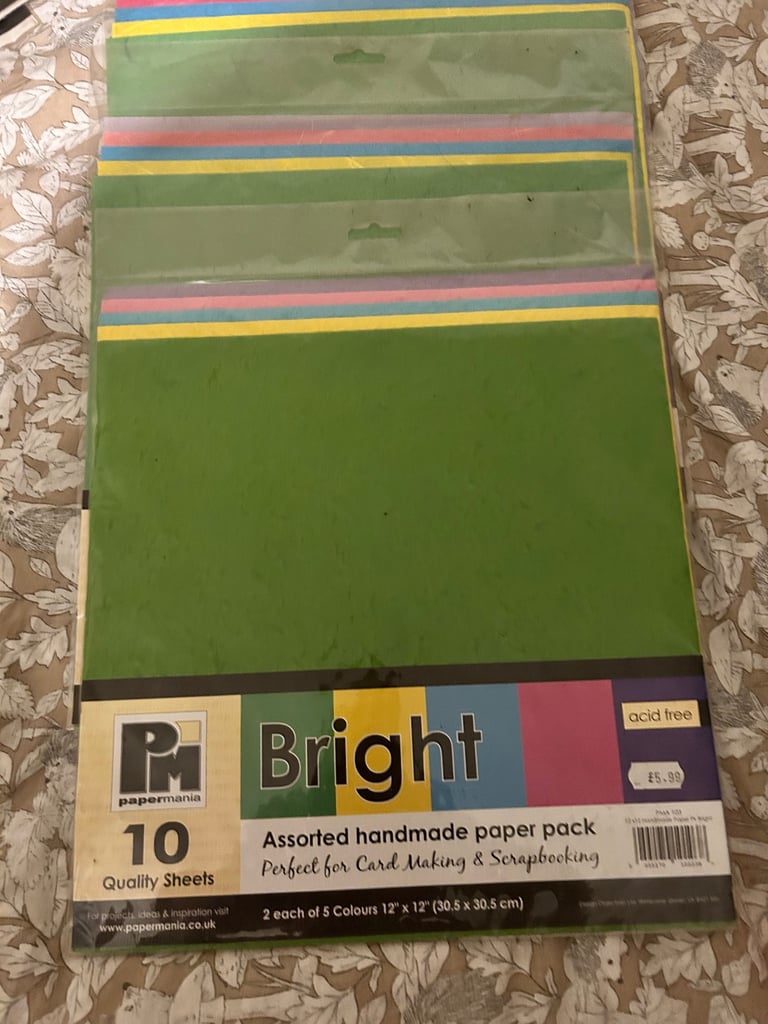 PM
papermania
10
Quality Sheets
For projects, ideas & inspiration visit
www.papermania.co.uk
Bright
acid free
£5.99
Assorted handmade paper pack
Perfect for Card Making & Scrapbooking
2 each of 5 Colours 12" x 12" (30.5 x 30.5 cm)